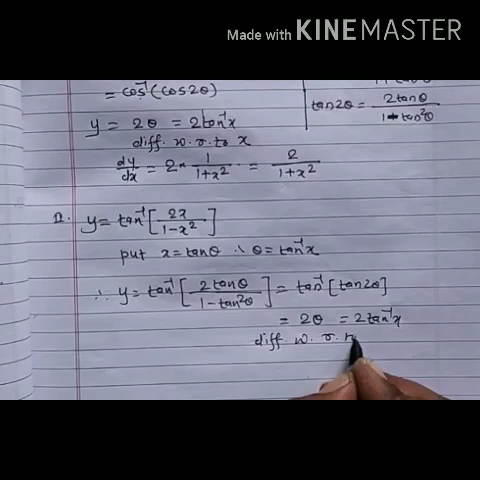 Made with KINEMASTER
= cos⁻¹(cos2θ)
y = 2θ = 2tan⁻¹x
diff w.r.to x
dy/dx = 2 × 1/1+x² = 2/1+x²
tan2θ = 2tanθ/1-tan²θ
II. y = tan⁻¹[2x/1-x²]
put x = tanθ ∴ θ = tan⁻¹x
∴ y = tan⁻¹[2tanθ/1-tan²θ] = tan⁻¹[tan2θ]
= 2θ = 2tan⁻¹x
diff w.r.